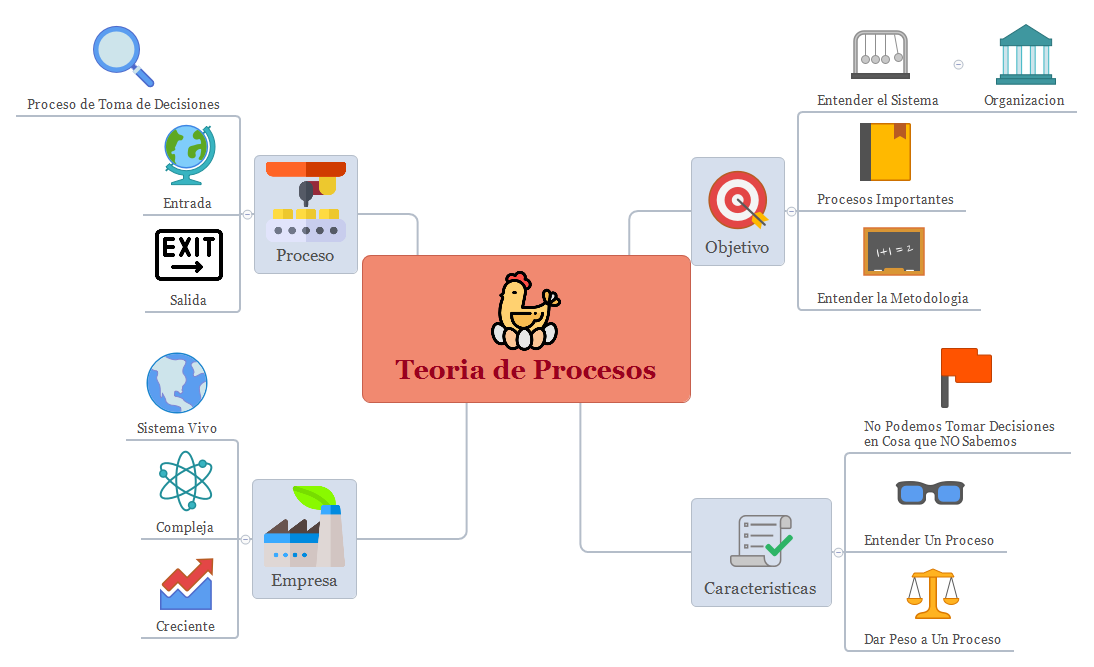 Teoria de Procesos
Proceso
Proceso de Toma de Decisiones
Entrada
EXIT
Salida
Objetivo
Entender el Sistema
Organizacion
Procesos Importantes
1+1 = 2
Entender la Metodologia
Empresa
Sistema Vivo
Compleja
Creciente
Caracteristicas
No Podemos Tomar Decisiones
en Cosa que NO Sabemos
Entender Un Proceso
Dar Peso a Un Proceso